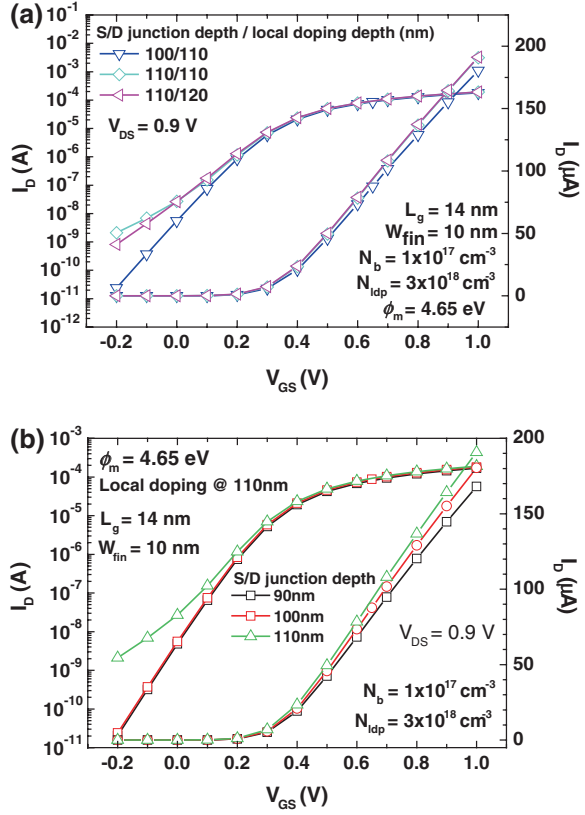 (a)
S/D junction depth / local doping depth (nm)
100/110
110/110
110/120
V_DS = 0.9 V
L_g = 14 nm
W_fin = 10 nm
N_b = 1x10^17 cm^-3
N_ldp = 3x10^18 cm^-3
ϕ_m = 4.65 eV
10^-1
10^-2
10^-3
10^-4
10^-5
10^-6
10^-7
10^-8
10^-9
10^-10
10^-11
10^-12
I_D (A)
200
150
100
50
0
I_D (μA)
-0.2 0.0 0.2 0.4 0.6 0.8 1.0
V_GS (V)
(b)
ϕ_m = 4.65 eV
Local doping @ 110nm
L_g = 14 nm
W_fin = 10 nm
S/D junction depth
90nm
100nm
110nm
V_DS = 0.9 V
N_b = 1x10^17 cm^-3
N_ldp = 3x10^18 cm^-3
10^-3
10^-4
10^-5
10^-6
10^-7
10^-8
10^-9
10^-10
10^-11
I_D (A)
200
150
100
50
0
I_D (μA)
-0.2 0.0 0.2 0.4 0.6 0.8 1.0
V_GS (V)